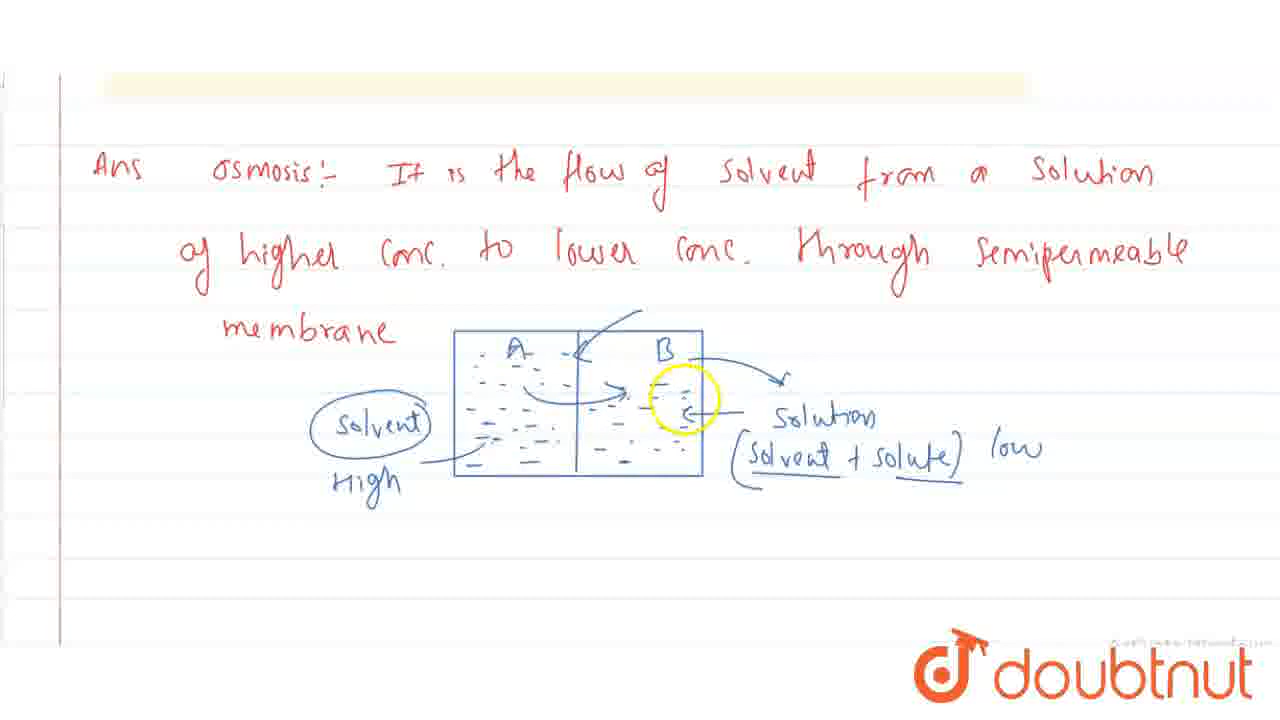 Ans osmosis:- It is the flow of solvent from a solution
of higher conc. to lower conc. through semipermeable
membrane
A B
solvent
High
solution
(solvent + solute) low
doubtnut